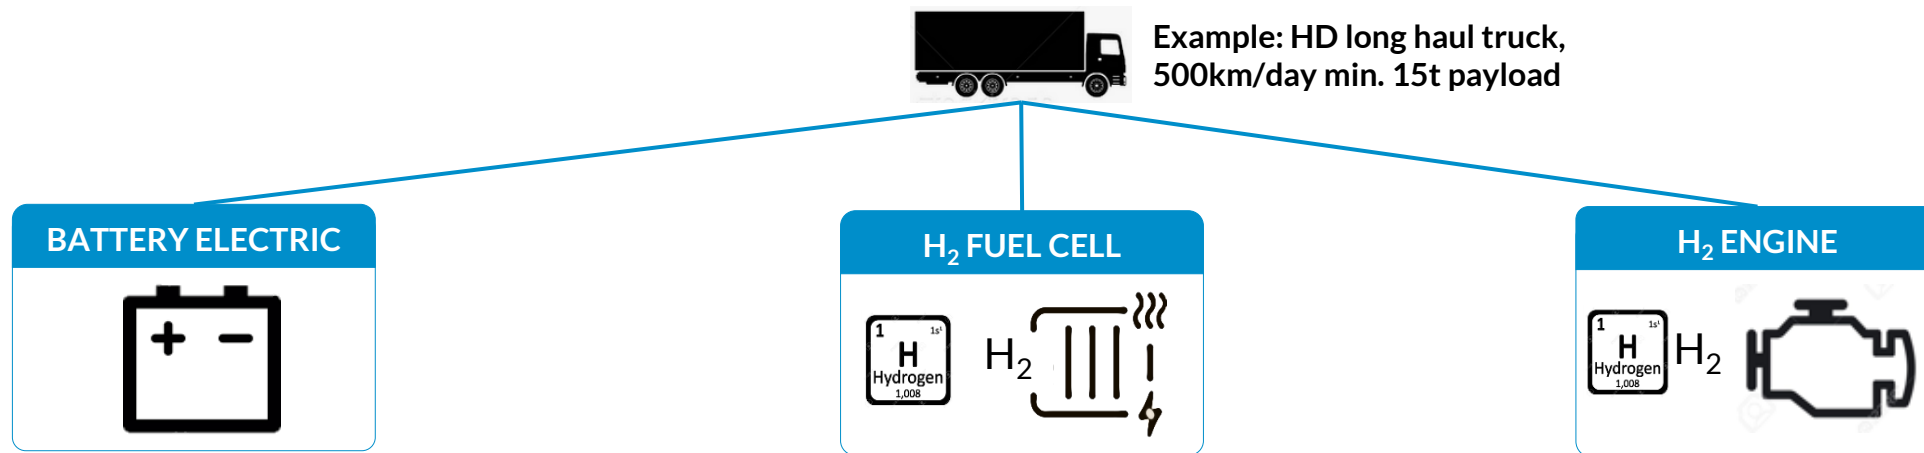 Example: HD long haul truck,
500km/day min. 15t payload
BATTERY ELECTRIC
+ −
H₂ FUEL CELL
1 1s¹
H
Hydrogen
1,008
H₂
H₂ ENGINE
1 1s¹
H
Hydrogen
1,008
H₂